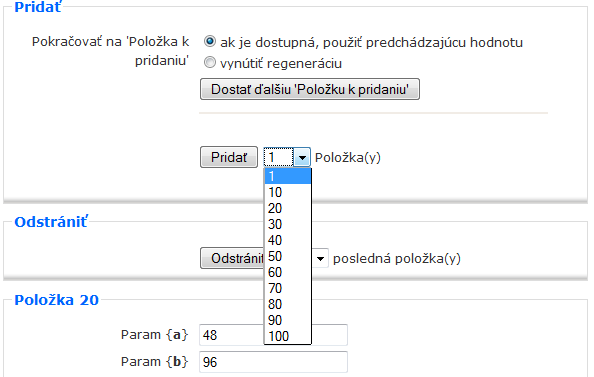 Pridať
Pokračovať na 'Položka k
pridaniu'
ak je dostupná, použiť predchádzajúcu hodnotu
vynútiť regeneráciu
Dostať ďalšiu 'Položku k pridaniu'
Pridať 1 Položka(y)
1
10
20
30
40
50
60
70
80
90
100
Odstrániť
Odstrániť posledná položka(y)
Položka 20
Param {a} 48
Param {b} 96